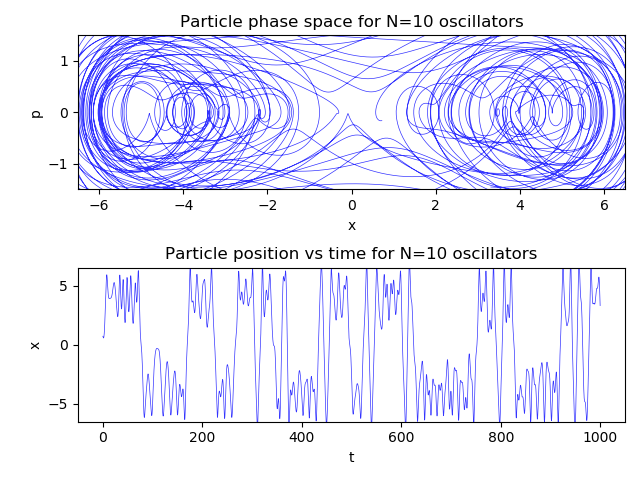 Particle phase space for N=10 oscillators
1
0
−1
p
−6 −4 −2 0 2 4 6
x
Particle position vs time for N=10 oscillators
5
0
−5
x
0 200 400 600 800 1000
t